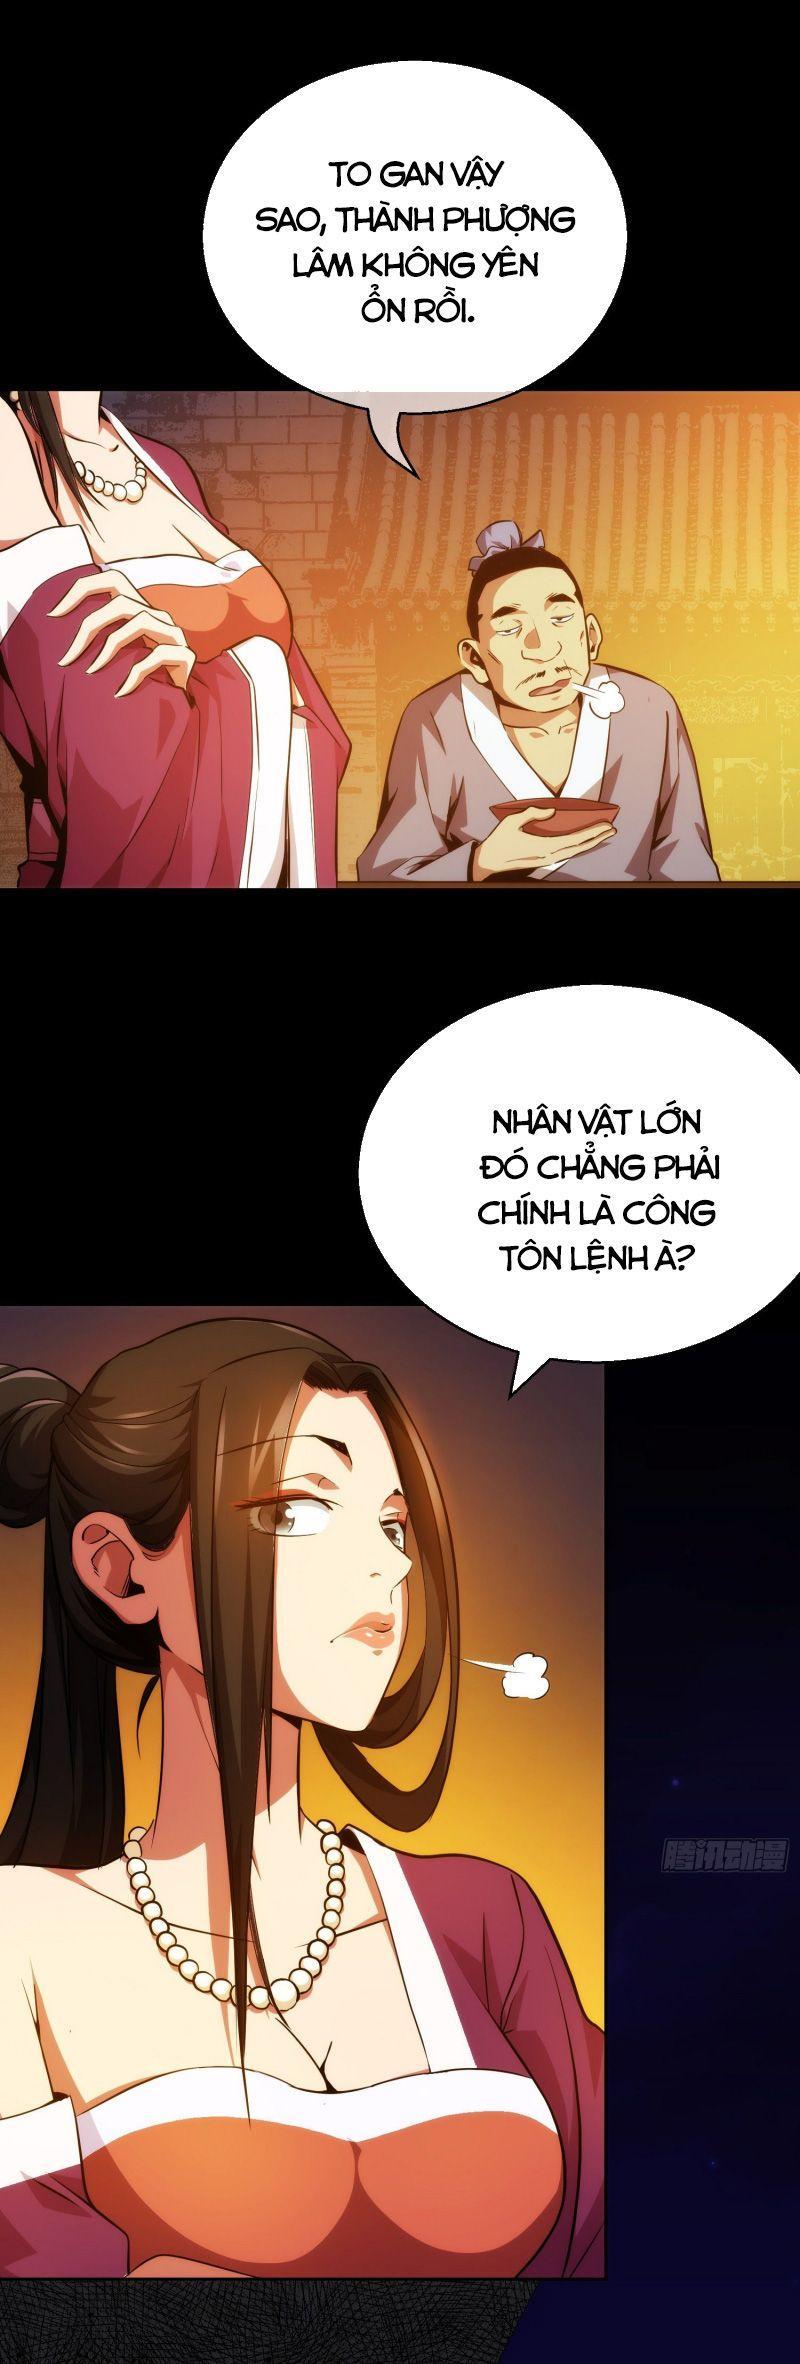 TO GAN VẬY
SAO, THÀNH PHƯỢNG
LÂM KHÔNG YÊN
ỔN RỒI.
NHÂN VẬT LỚN
ĐÓ CHẲNG PHẢI
CHÍNH LÀ CÔNG
TÔN LỆNH À?
腾讯动漫